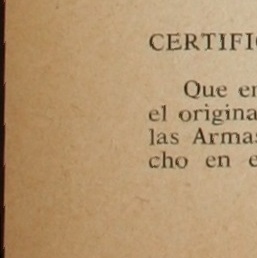 CERTIFI
Que en
el origina
las Armas
cho en e